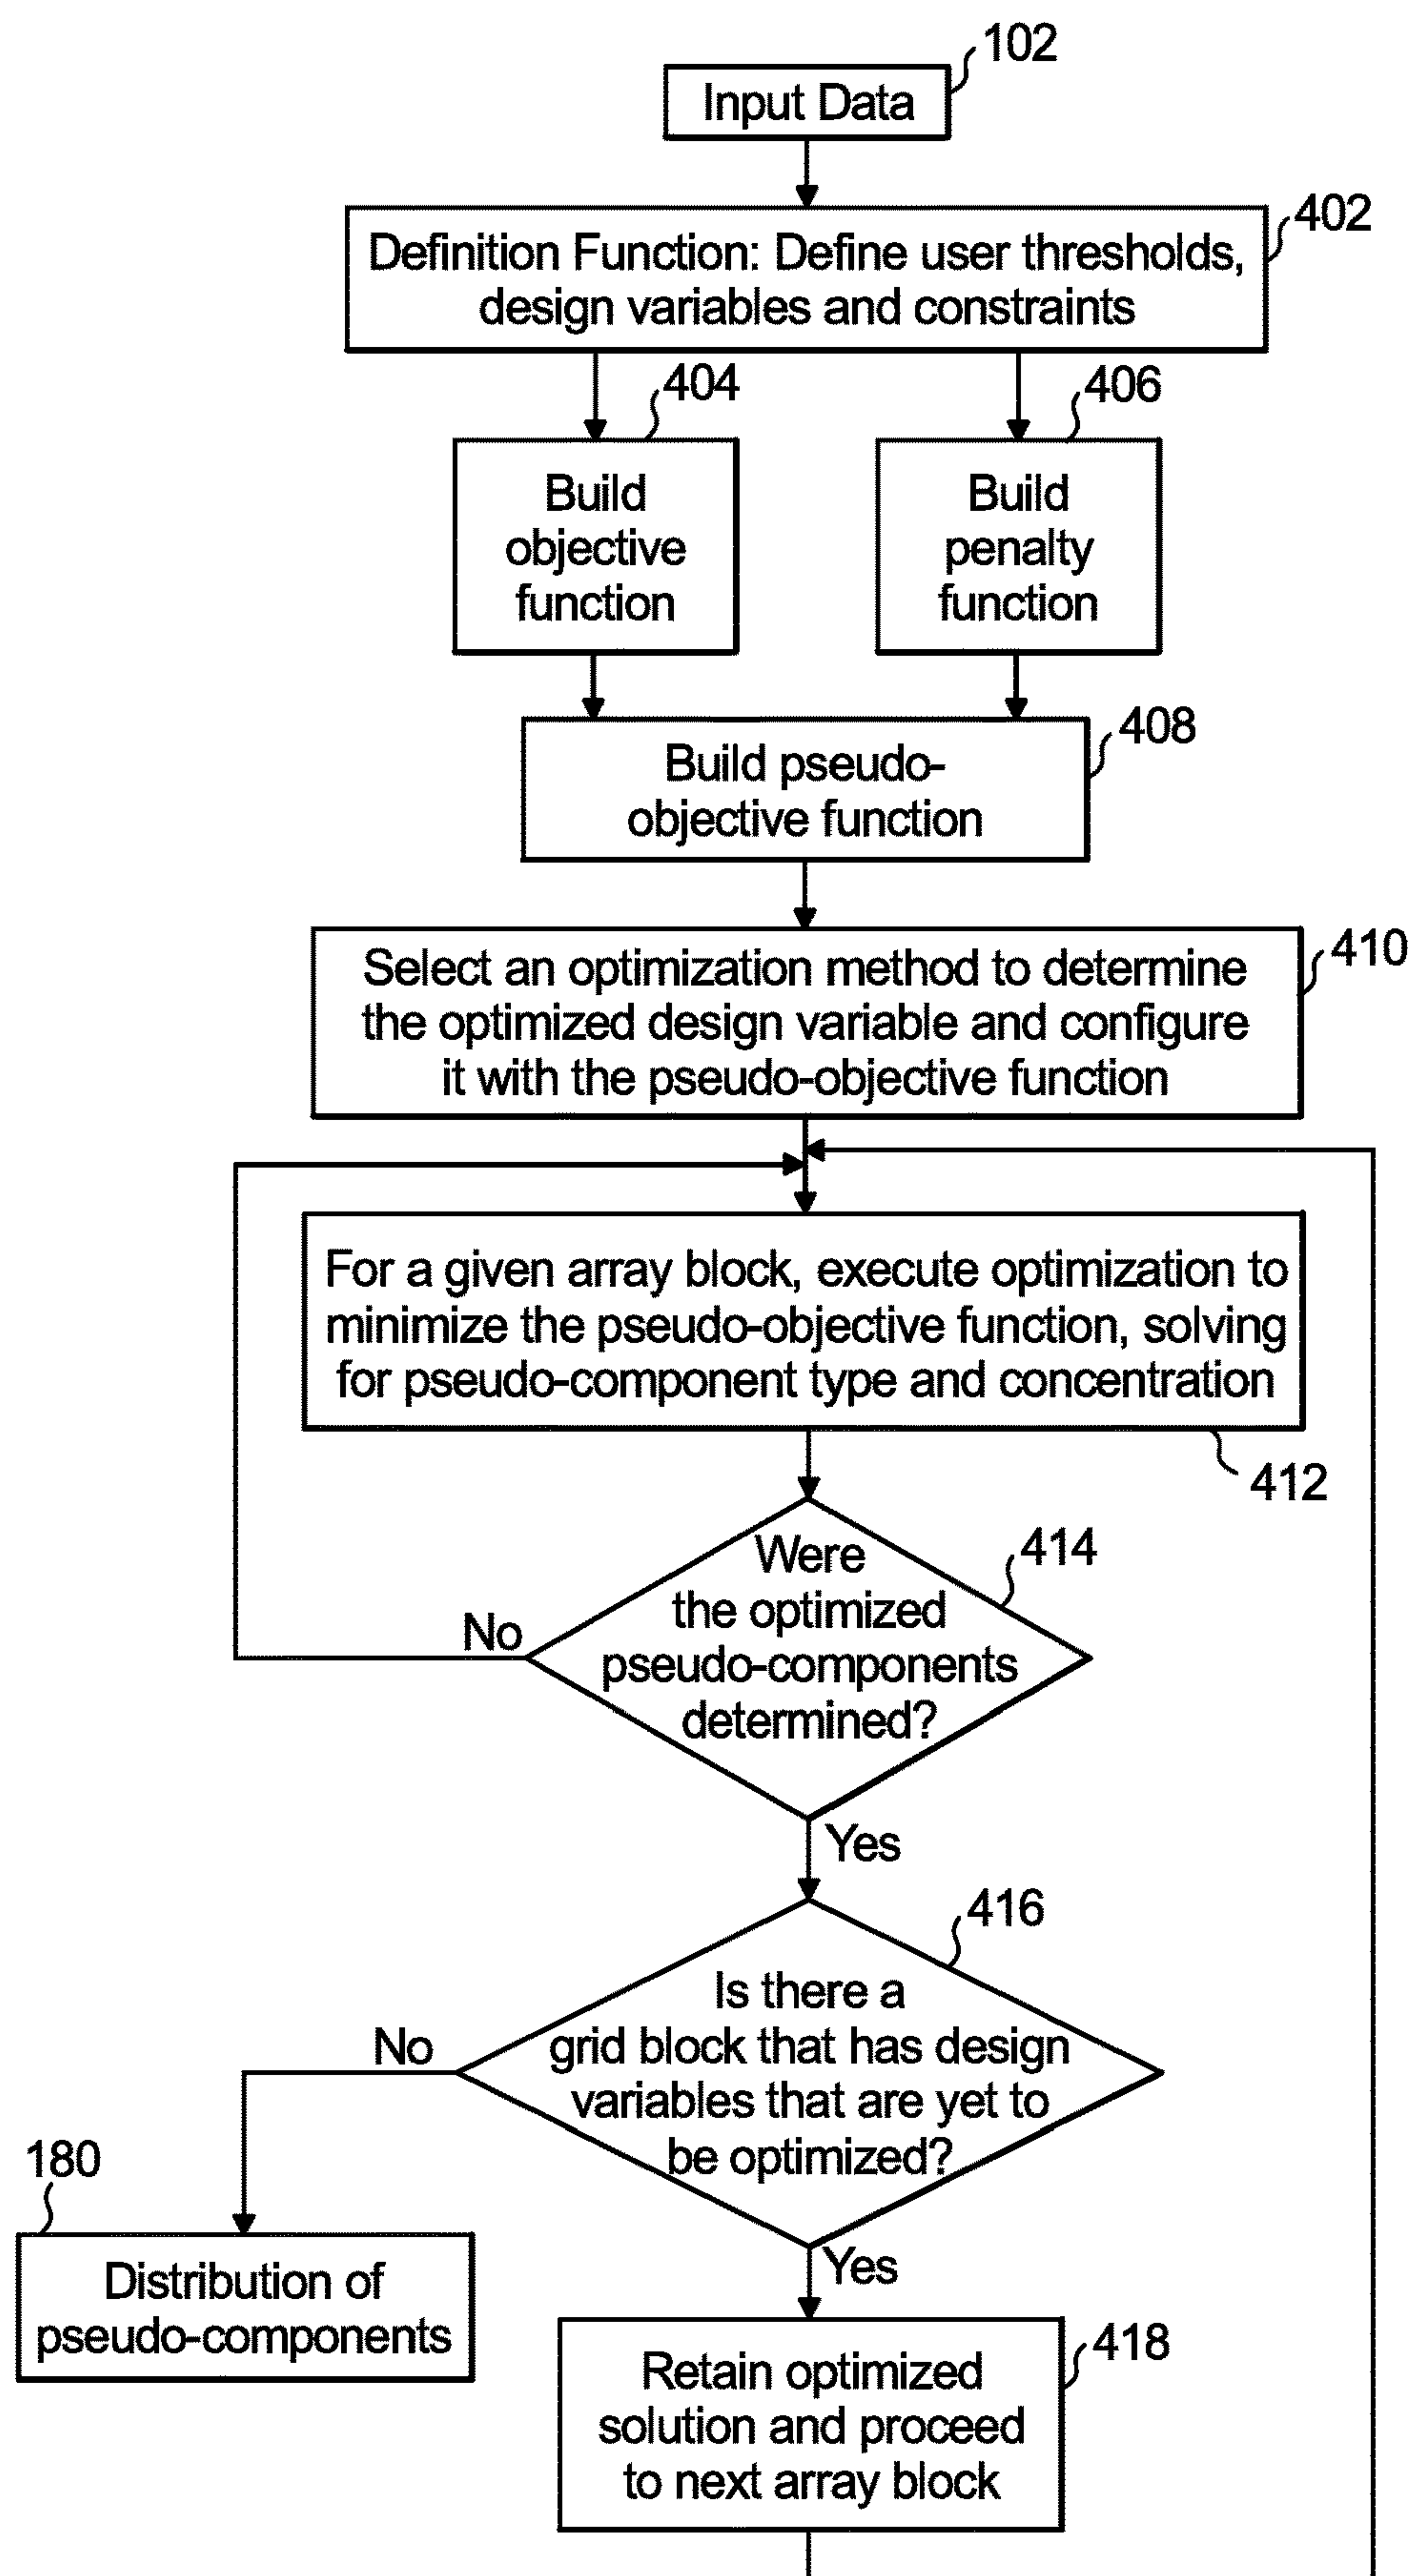 102
Input Data
402
Definition Function: Define user thresholds,
design variables and constraints
404
406
Build
objective
function
Build
penalty
function
408
Build pseudo-
objective function
410
Select an optimization method to determine
the optimized design variable and configure
it with the pseudo-objective function
For a given array block, execute optimization to
minimize the pseudo-objective function, solving
for pseudo-component type and concentration
412
414
Were
the optimized
pseudo-components
determined?
No
Yes
416
Is there a
grid block that has design
variables that are yet to
be optimized?
No
Yes
180
Distribution of
pseudo-components
418
Retain optimized
solution and proceed
to next array block